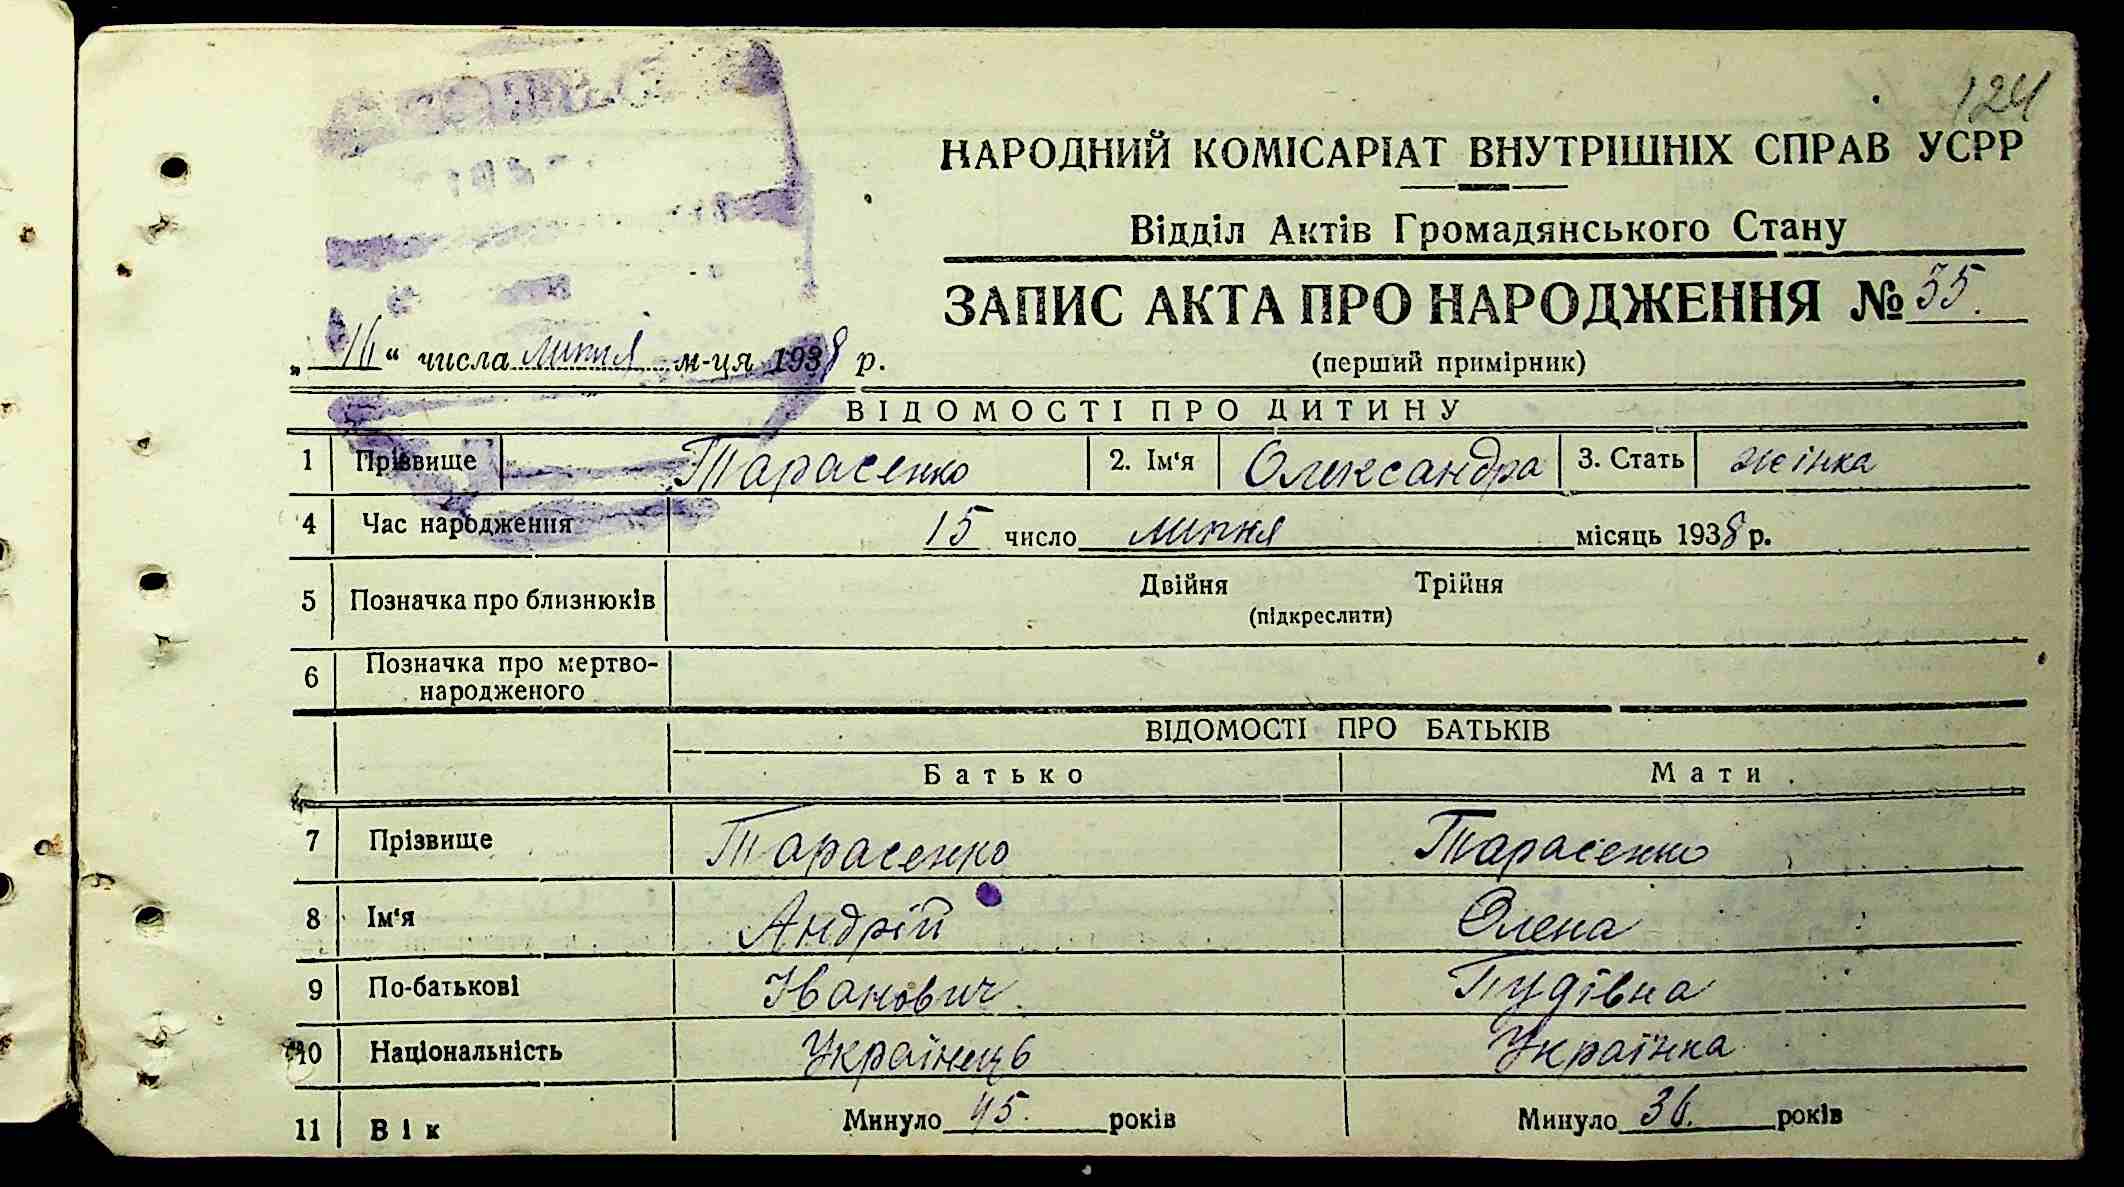 124
НАРОДНИЙ КОМІСАРІАТ ВНУТРІШНІХ СПРАВ УСРР
Відділ Актів Громадянського Стану
ЗАПИС АКТА ПРО НАРОДЖЕННЯ № 35.
„16“ числа липня м-ця 1938 р.
(перший примірник)
ВІДОМОСТІ ПРО ДИТИНУ
1 Прізвище Тарасенко 2. Ім‘я Олександра 3. Стать жінка
4 Час народження 15 число липня місяць 1938 р.
5 Позначка про близнюків Двійня Трійня
(підкреслити)
6 Позначка про мертво-
народженого
ВІДОМОСТІ ПРО БАТЬКІВ
Батько Мати
7 Прізвище Тарасенко Тарасенко
8 Ім‘я Андрій Олена
9 По-батькові Іванович
10 Національність Українець Українка
11 Вік Минуло 45. років Минуло 36. років